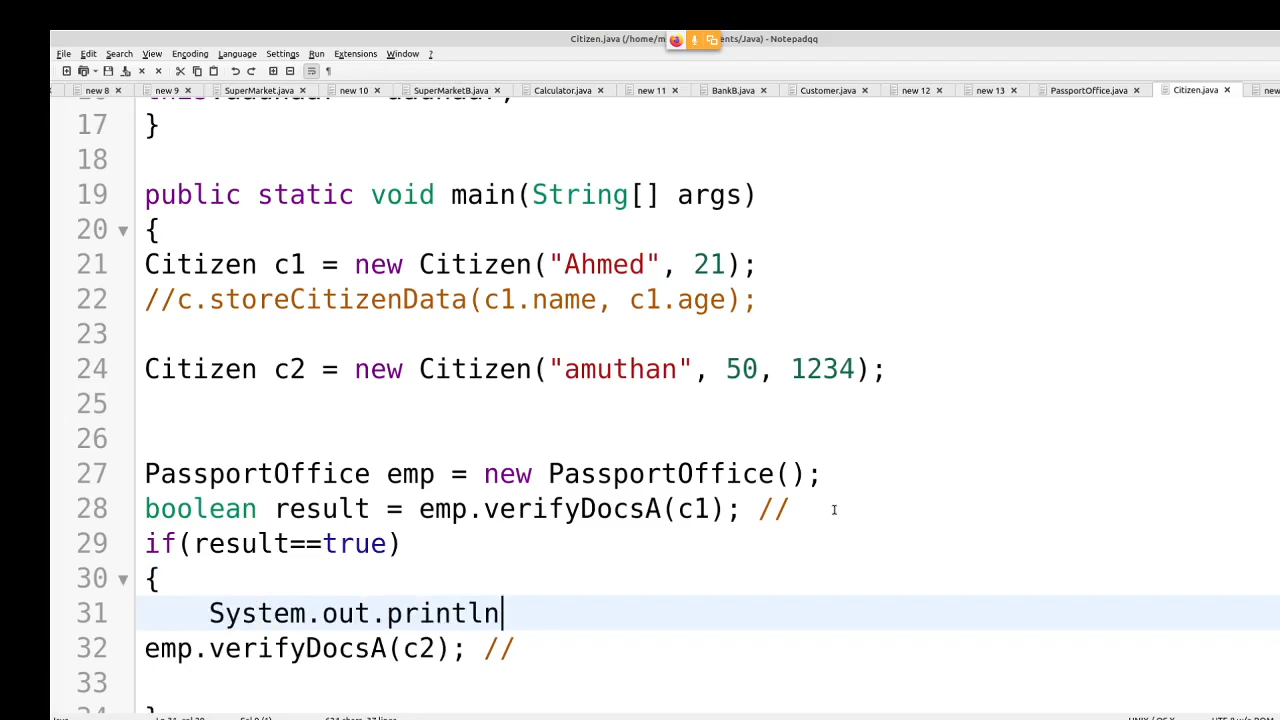 Citizen.java (/home/m ents/Java) - Notepadqq
File Edit Search View Encoding Language Settings Run Extensions Window ?
new 8 new 9 SuperMarket.java new 10 SuperMarketB.java Calculator.java new 11 BankB.java Customer.java new 12 new 13 PassportOffice.java Citizen.java new
17 }
18
19 public static void main(String[] args)
20 {
21 Citizen c1 = new Citizen("Ahmed", 21);
22 //c.storeCitizenData(c1.name, c1.age);
23
24 Citizen c2 = new Citizen("amuthan", 50, 1234);
25
26
27 PassportOffice emp = new PassportOffice();
28 boolean result = emp.verifyDocsA(c1); //
29 if(result==true)
30 {
31 System.out.println
32 emp.verifyDocsA(c2); //
33